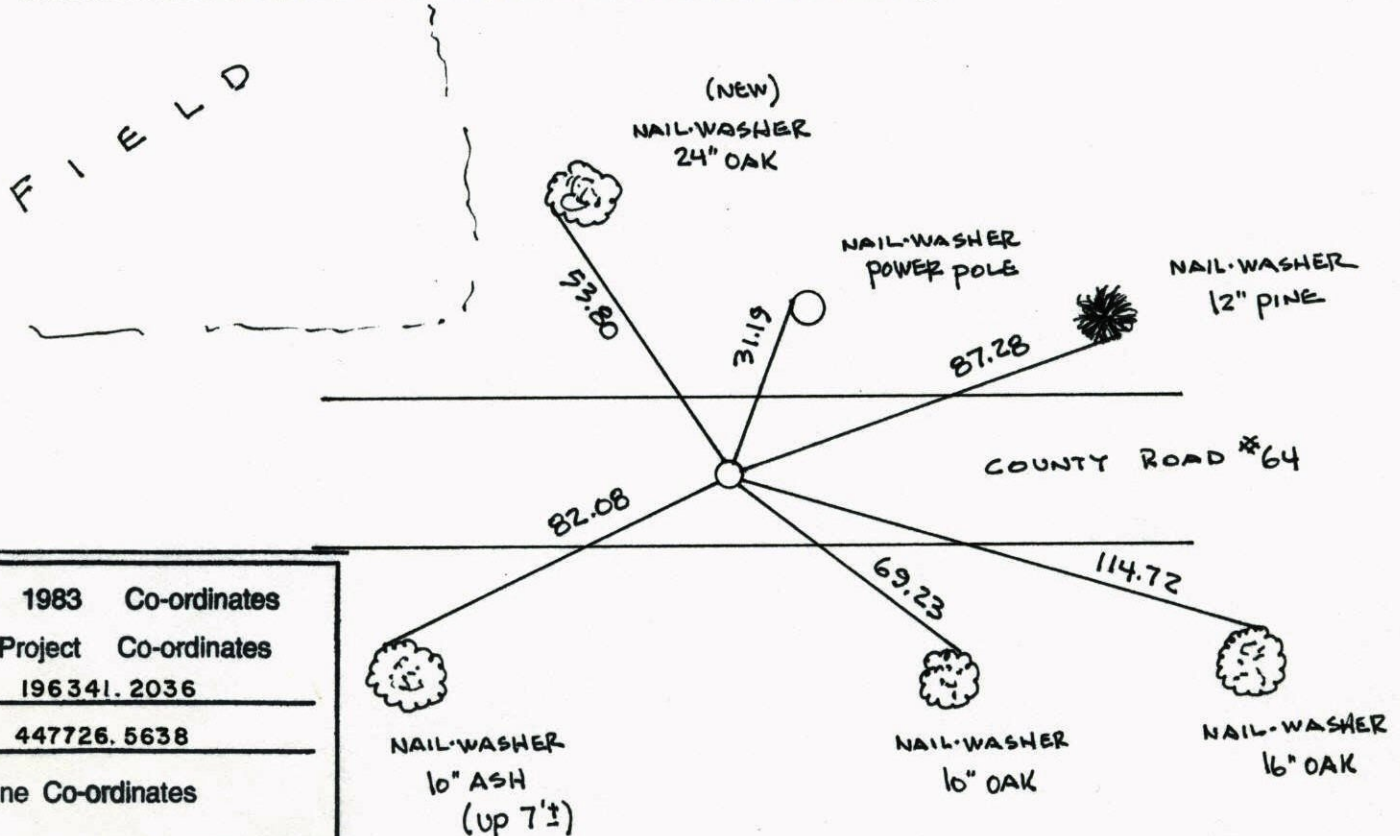 FIELD
(NEW)
NAIL·WASHER
24" OAK
53.80
NAIL·WASHER
POWER POLE
31.19
NAIL·WASHER
12" PINE
87.28
COUNTY ROAD #64
82.08
69.23
114.72
NAIL·WASHER
10" ASH
(UP 7'±)
NAIL·WASHER
10" OAK
NAIL·WASHER
16" OAK
1983 Co-ordinates
Project Co-ordinates
196341.2036
447726.5638
ne Co-ordinates